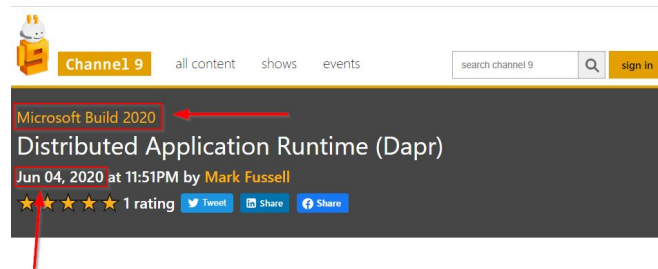 Channel 9 all content shows events search channel 9 sign in
Microsoft Build 2020
Distributed Application Runtime (Dapr)
Jun 04, 2020 at 11:51PM by Mark Fussell
1 rating Tweet Share Share